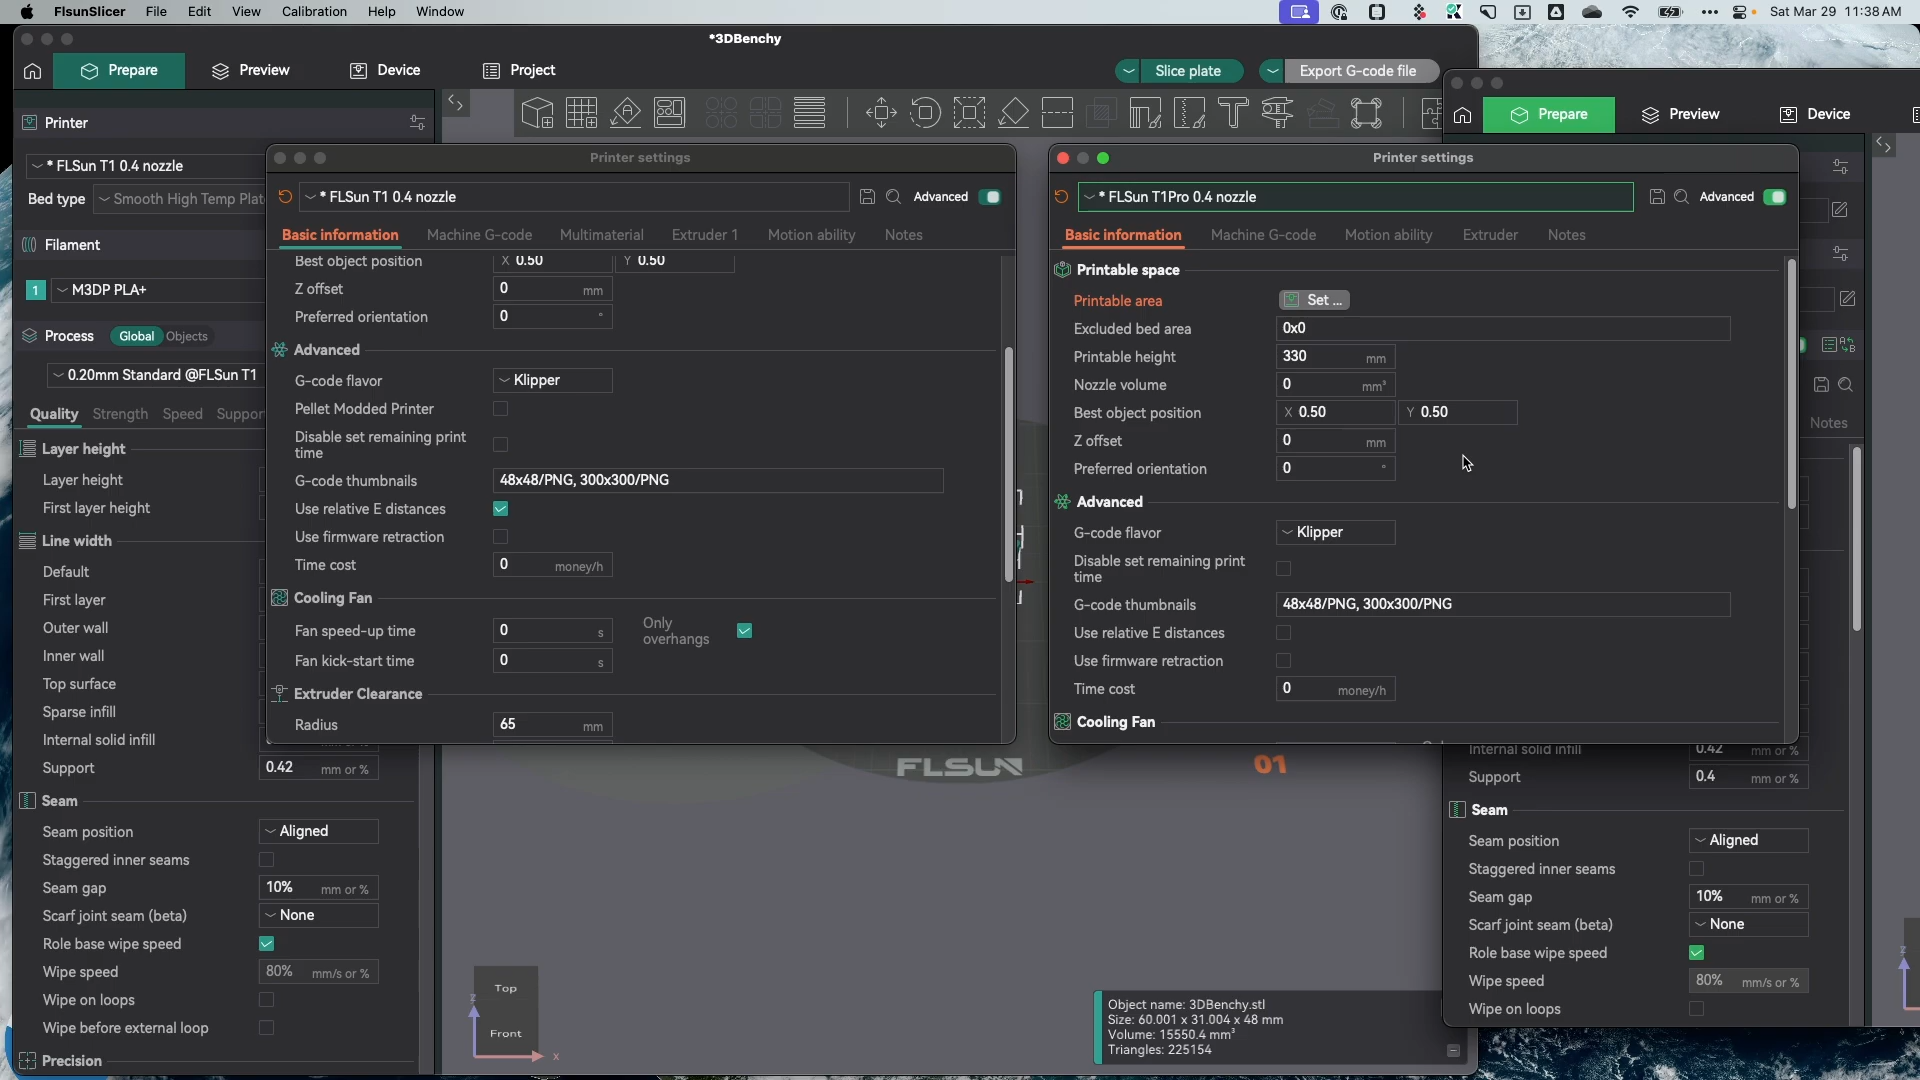 FlsunSlicer File Edit View Calibration Help Window
Sat Mar 29 11:38 AM
*3DBenchy
Prepare
Preview
Device
Project
Slice plate
Export G-code file
Printer
* FLSun T1 0.4 nozzle
Bed type
Smooth High Temp Plat
Filament
1
M3DP PLA+
Process
Global
Objects
0.20mm Standard @FLSun T1
Quality
Strength
Speed
Suppor
Layer height
Layer height
First layer height
Line width
Default
First layer
Outer wall
Inner wall
Top surface
Sparse infill
Internal solid infill
Support
0.42
mm or %
Seam
Seam position
Aligned
Staggered inner seams
Seam gap
10%
mm or %
Scarf joint seam (beta)
None
Role base wipe speed
Wipe speed
80%
mm/s or %
Wipe on loops
Wipe before external loop
Precision
Printer settings
* FLSun T1 0.4 nozzle
Advanced
Basic information
Machine G-code
Multimaterial
Extruder 1
Motion ability
Notes
Best object position
X 0.50
Y 0.50
Z offset
0
mm
Preferred orientation
0
°
Advanced
G-code flavor
Klipper
Pellet Modded Printer
Disable set remaining print
time
G-code thumbnails
48x48/PNG, 300x300/PNG
Use relative E distances
Use firmware retraction
Time cost
0
money/h
Cooling Fan
Fan speed-up time
0
s
Only
overhangs
Fan kick-start time
0
s
Extruder Clearance
Radius
65
mm
Printer settings
* FLSun T1Pro 0.4 nozzle
Advanced
Basic information
Machine G-code
Motion ability
Extruder
Notes
Printable space
Printable area
Set ...
Excluded bed area
0x0
Printable height
330
mm
Nozzle volume
0
mm³
Best object position
X 0.50
Y 0.50
Z offset
0
mm
Preferred orientation
0
°
Advanced
G-code flavor
Klipper
Disable set remaining print
time
G-code thumbnails
48x48/PNG, 300x300/PNG
Use relative E distances
Use firmware retraction
Time cost
0
money/h
Cooling Fan
FLSUN
01
Top
Front
z
x
Object name: 3DBenchy.stl
Size: 60.001 x 31.004 x 48 mm
Volume: 15550.4 mm³
Triangles: 225154
Prepare
Preview
Device
Notes
Internal solid infill
0.42
mm or %
Support
0.4
mm or %
Seam
Seam position
Aligned
Staggered inner seams
Seam gap
10%
mm or %
Scarf joint seam (beta)
None
Role base wipe speed
Wipe speed
80%
mm/s or %
Wipe on loops
z